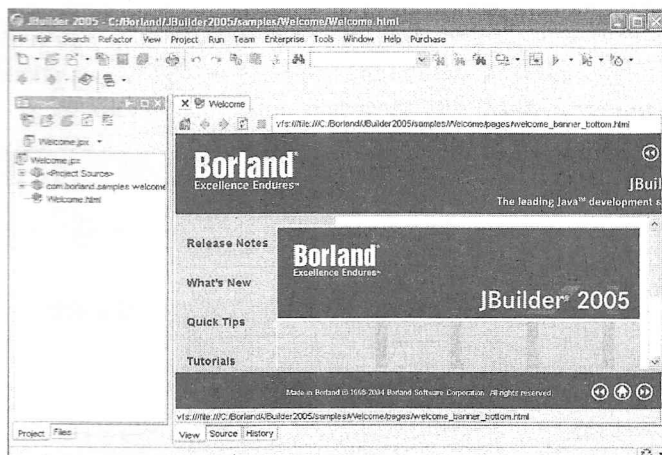 JBuilder 2005 - C:/Borland/JBuilder2005/samples/Welcome/Welcome.html
File Edit Search Refactor View Project Run Team Enterprise Tools Window Help Purchase
Project
Welcome
vfs:///file:///C:/Borland/JBuilder2005/samples/Welcome/pages/welcome_banner_bottom.html
Welcome.jpx
Welcome.jpx
<Project Source>
com.borland.samples.welcome
Welcome.html
Borland®
Excellence Endures™
JBuil
The leading Java™ development s
Release Notes
What's New
Quick Tips
Tutorials
Borland®
Excellence Endures™
JBuilder® 2005
Made in Borland © 1998-2004 Borland Software Corporation. All rights reserved.
vfs:///file:///C:/Borland/JBuilder2005/samples/Welcome/pages/welcome_banner_bottom.html
Project Files
View Source History